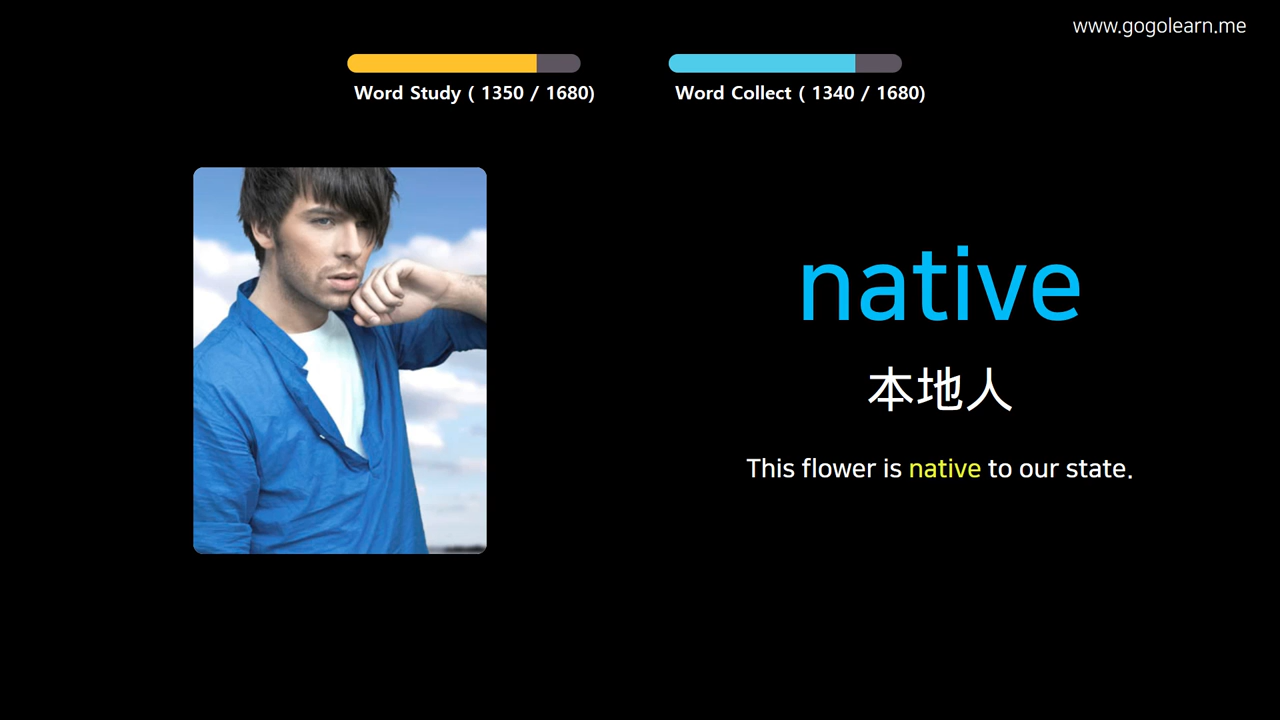 www.gogolearn.me
Word Study ( 1350 / 1680)
Word Collect ( 1340 / 1680)
native
本地人
This flower is native to our state.